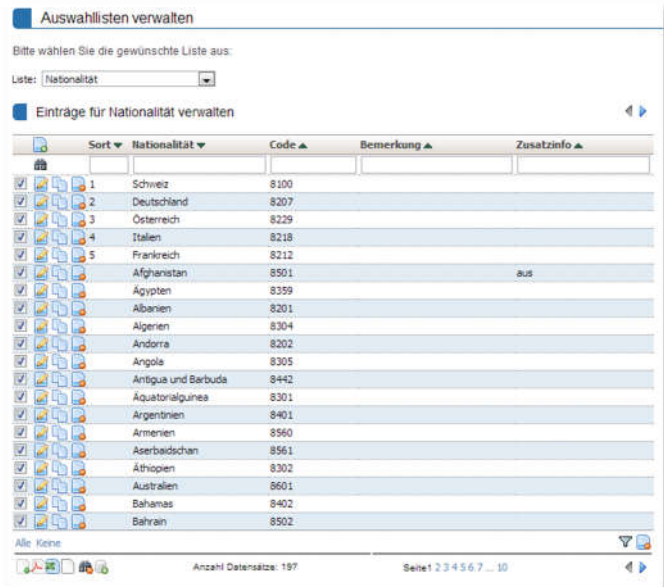 Auswahllisten verwalten
Bitte wählen Sie die gewünschte Liste aus:
Liste: Nationalität
Einträge für Nationalität verwalten
Sort Nationalität Code Bemerkung Zusatzinfo
1 Schweiz 8100
2 Deutschland 8207
3 Österreich 8229
4 Italien 8218
5 Frankreich 8212
Afghanistan 8501 aus
Ägypten 8359
Albanien 8201
Algerien 8304
Andorra 8202
Angola 8305
Antigua und Barbuda 8442
Äquatorialguinea 8301
Argentinien 8401
Armenien 8560
Aserbaidschan 8561
Äthiopien 8302
Australien 8601
Bahamas 8402
Bahrain 8502
Alle Keine
Anzahl Datensätze: 197 Seite1 2 3 4 5 6 7 ... 10